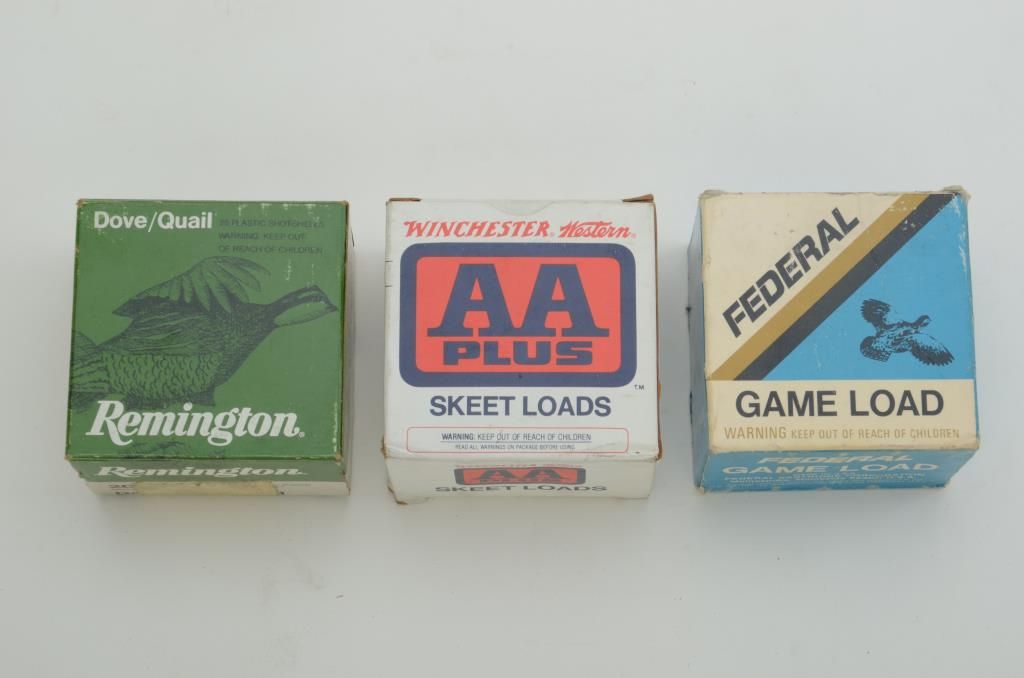 Dove/Quail
25 PLASTIC SHOTSHELLS
WARNING: KEEP OUT
OF REACH OF CHILDREN
Remington®
Remington®
WINCHESTER Western®
AA
PLUS
TM
SKEET LOADS
WARNING: KEEP OUT OF REACH OF CHILDREN
READ ALL WARNINGS ON PACKAGE BEFORE USING
AA
SKEET LOADS
FEDERAL
GAME LOAD
WARNING KEEP OUT OF REACH OF CHILDREN
FEDERAL
GAME LOAD